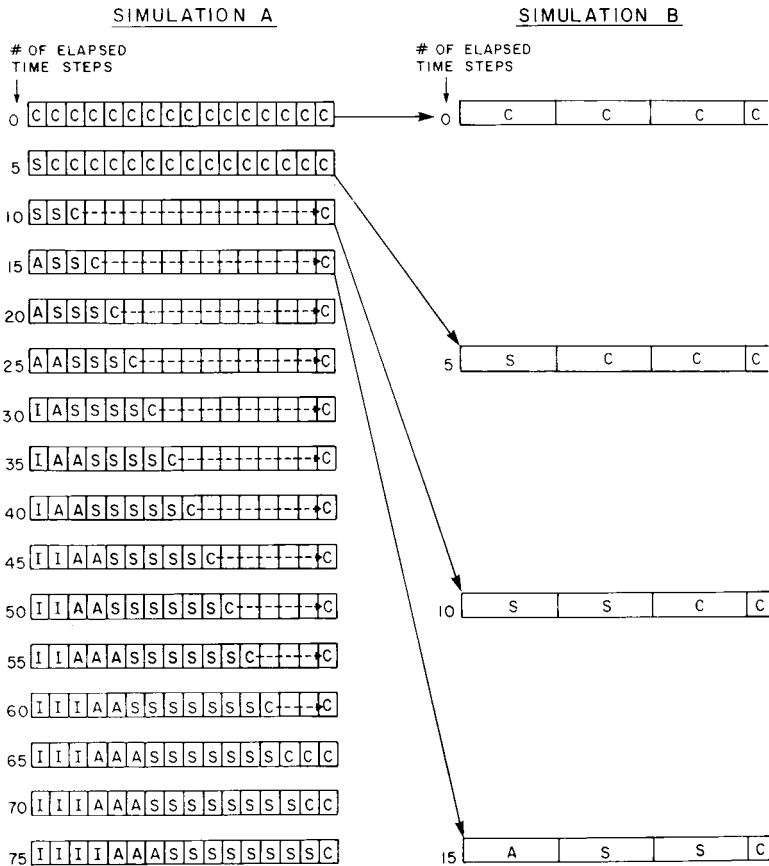 SIMULATION A
# OF ELAPSED
TIME STEPS
0 C C C C C C C C C C C C C C C C
5 S C C C C C C C C C C C C C C C
10 S S C C
15 A S S C C
20 A S S S C C
25 A A S S S C C
30 I A S S S S C C
35 I A A S S S S C C
40 I A A S S S S S C C
45 I I A A S S S S S C C
50 I I A A S S S S S S C C
55 I I A A A S S S S S S C C
60 I I I A A S S S S S S S C C
65 I I I A A A S S S S S S S C C C
70 I I I A A A S S S S S S S S C C
75 I I I I A A A S S S S S S S S C
SIMULATION B
# OF ELAPSED
TIME STEPS
0 C C C C
5 S C C C
10 S S C C
15 A S S C